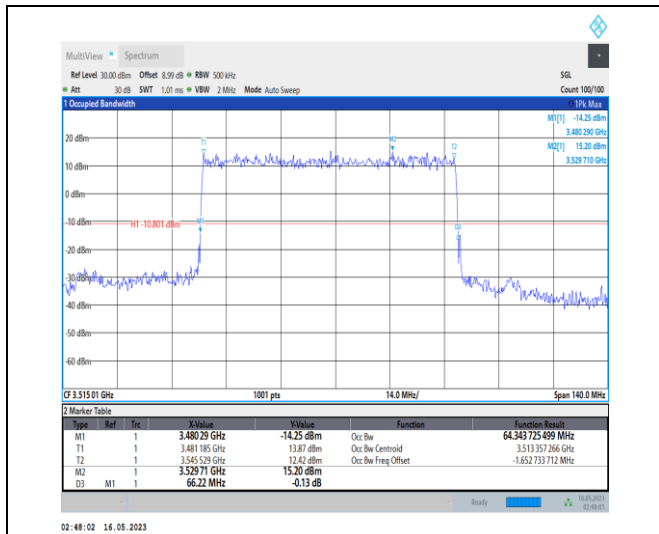 MultiView Spectrum
Ref Level 30.00 dBm Offset 8.99 dB RBW 500 kHz SGL
Att 30 dB SWT 1.01 ms VBW 2 MHz Mode Auto Sweep Count 100/100
1 Occupied Bandwidth 1Pk Max
M1[1] -14.25 dBm
3.480 290 GHz
M2[1] 15.20 dBm
3.529 710 GHz
20 dBm
T1 M2 T2
10 dBm
0 dBm
-10 dBm
H1 -10.801 dBm M1 D3
-30 dBm
-40 dBm
-50 dBm
-60 dBm
CF 3.515 01 GHz 1001 pts 14.0 MHz/ Span 140.0 MHz
2 Marker Table
Type Ref Trc X-Value Y-Value Function Function Result
M1 1 3.480 29 GHz -14.25 dBm Occ Bw 64.343 725 499 MHz
T1 1 3.481 185 GHz 13.87 dBm Occ Bw Centroid 3.513 357 266 GHz
T2 1 3.545 529 GHz 12.42 dBm Occ Bw Freq Offset -1.652 733 712 MHz
M2 1 3.529 71 GHz 15.20 dBm
D3 M1 1 66.22 MHz -0.13 dB
Ready 16.05.2023
02:48:01
02:48:02 16.05.2023